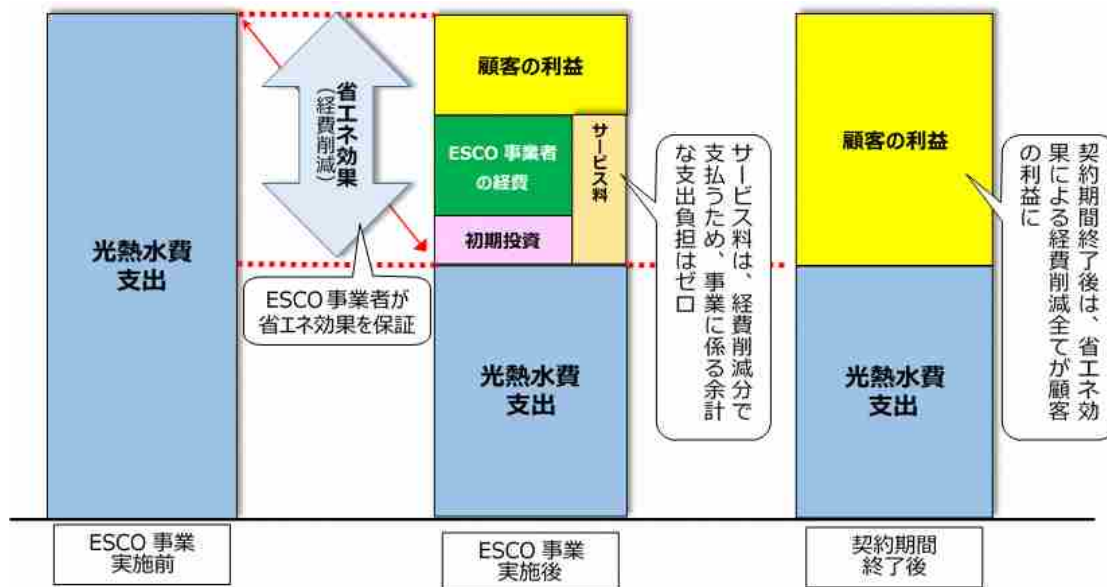 光熱水費
支出
省エネ効果
（経費削減）
ESCO 事業者が
省エネ効果を保証
顧客の利益
ESCO 事業者
の経費
サービス料
初期投資
光熱水費
支出
サービス料は、経費削減分で
支払うため、事業に係る余計
な支出負担はゼロ
顧客の利益
光熱水費
支出
契約期間終了後は、省エネ効
果による経費削減全てが顧客
の利益に
ESCO 事業
実施前
ESCO 事業
実施後
契約期間
終了後